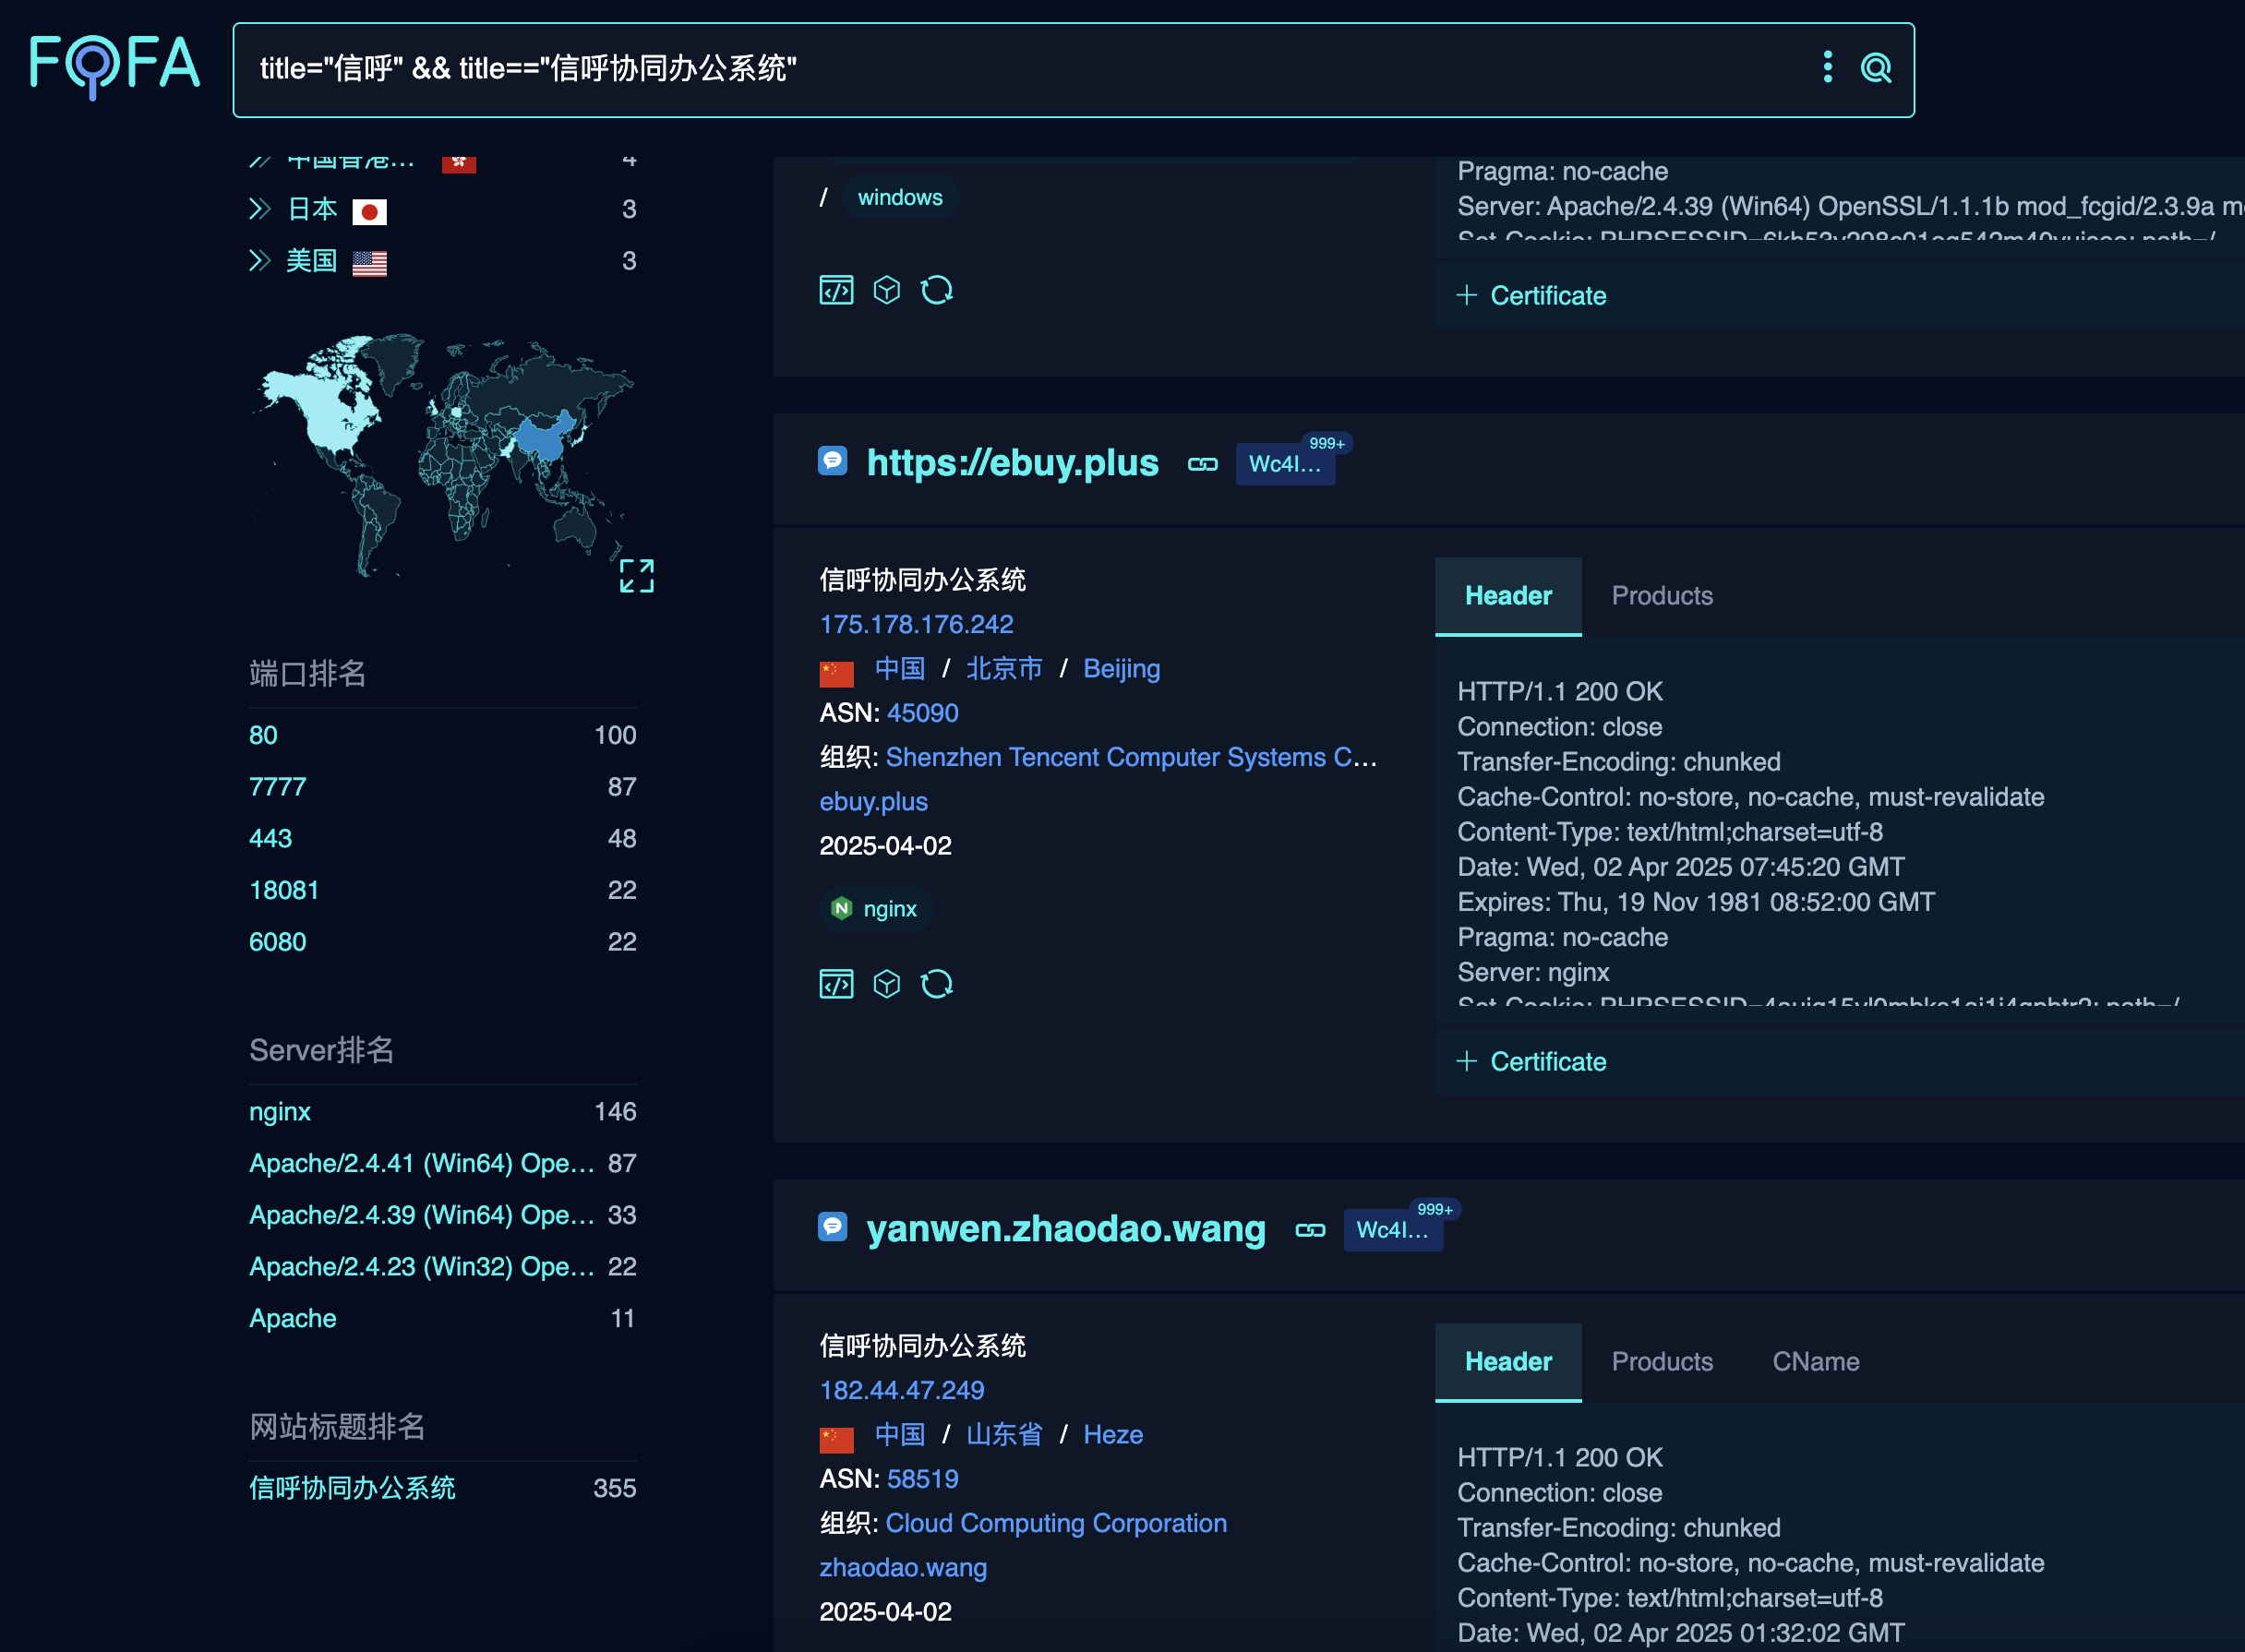 FOFA
title="信呼" && title=="信呼协同办公系统"
中国香港... 4
日本 3
美国 3
端口排名
80 100
7777 87
443 48
18081 22
6080 22
Server排名
nginx 146
Apache/2.4.41 (Win64) Ope... 87
Apache/2.4.39 (Win64) Ope... 33
Apache/2.4.23 (Win32) Ope... 22
Apache 11
网站标题排名
信呼协同办公系统 355
/ windows
Pragma: no-cache
Server: Apache/2.4.39 (Win64) OpenSSL/1.1.1b mod_fcgid/2.3.9a
+ Certificate
https://ebuy.plus Wc4l... 999+
信呼协同办公系统
175.178.176.242
中国 / 北京市 / Beijing
ASN: 45090
组织: Shenzhen Tencent Computer Systems C...
ebuy.plus
2025-04-02
nginx
Header Products
HTTP/1.1 200 OK
Connection: close
Transfer-Encoding: chunked
Cache-Control: no-store, no-cache, must-revalidate
Content-Type: text/html;charset=utf-8
Date: Wed, 02 Apr 2025 07:45:20 GMT
Expires: Thu, 19 Nov 1981 08:52:00 GMT
Pragma: no-cache
Server: nginx
+ Certificate
yanwen.zhaodao.wang Wc4l... 999+
信呼协同办公系统
182.44.47.249
中国 / 山东省 / Heze
ASN: 58519
组织: Cloud Computing Corporation
zhaodao.wang
2025-04-02
Header Products CName
HTTP/1.1 200 OK
Connection: close
Transfer-Encoding: chunked
Cache-Control: no-store, no-cache, must-revalidate
Content-Type: text/html;charset=utf-8
Date: Wed, 02 Apr 2025 01:32:02 GMT